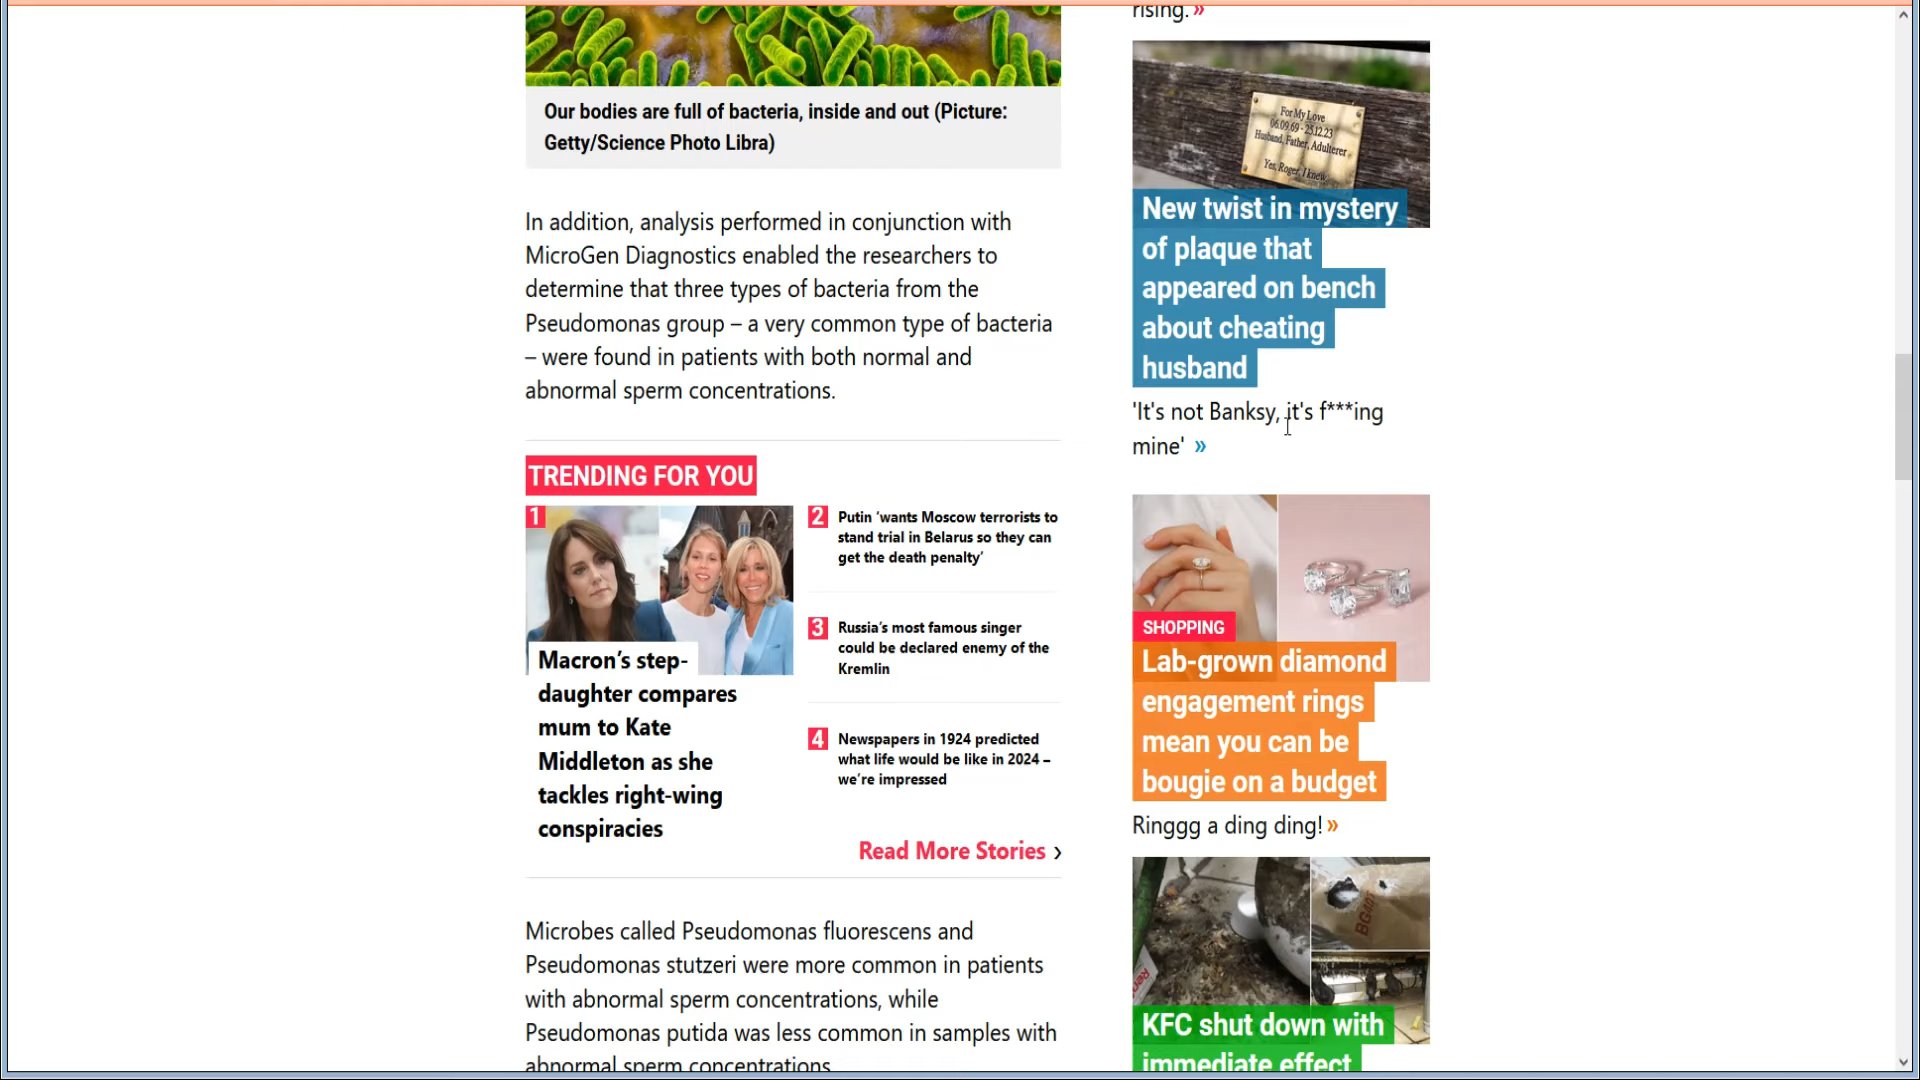 Our bodies are full of bacteria, inside and out (Picture:
Getty/Science Photo Libra)
In addition, analysis performed in conjunction with
MicroGen Diagnostics enabled the researchers to
determine that three types of bacteria from the
Pseudomonas group – a very common type of bacteria
– were found in patients with both normal and
abnormal sperm concentrations.
TRENDING FOR YOU
1
Macron’s step-
daughter compares
mum to Kate
Middleton as she
tackles right-wing
conspiracies
2
Putin ‘wants Moscow terrorists to
stand trial in Belarus so they can
get the death penalty’
3
Russia’s most famous singer
could be declared enemy of the
Kremlin
4
Newspapers in 1924 predicted
what life would be like in 2024 –
we’re impressed
Read More Stories ›
Microbes called Pseudomonas fluorescens and
Pseudomonas stutzeri were more common in patients
with abnormal sperm concentrations, while
Pseudomonas putida was less common in samples with
abnormal sperm concentrations.
rising. »
For My Love
06.09.69 - 25.12.23
Husband, Father, Adulterer
Yes, Roger, I knew
New twist in mystery
of plaque that
appeared on bench
about cheating
husband
'It's not Banksy, it's f***ing
mine' »
SHOPPING
Lab-grown diamond
engagement rings
mean you can be
bougie on a budget
Ringgg a ding ding! »
KFC shut down with
immediate effect